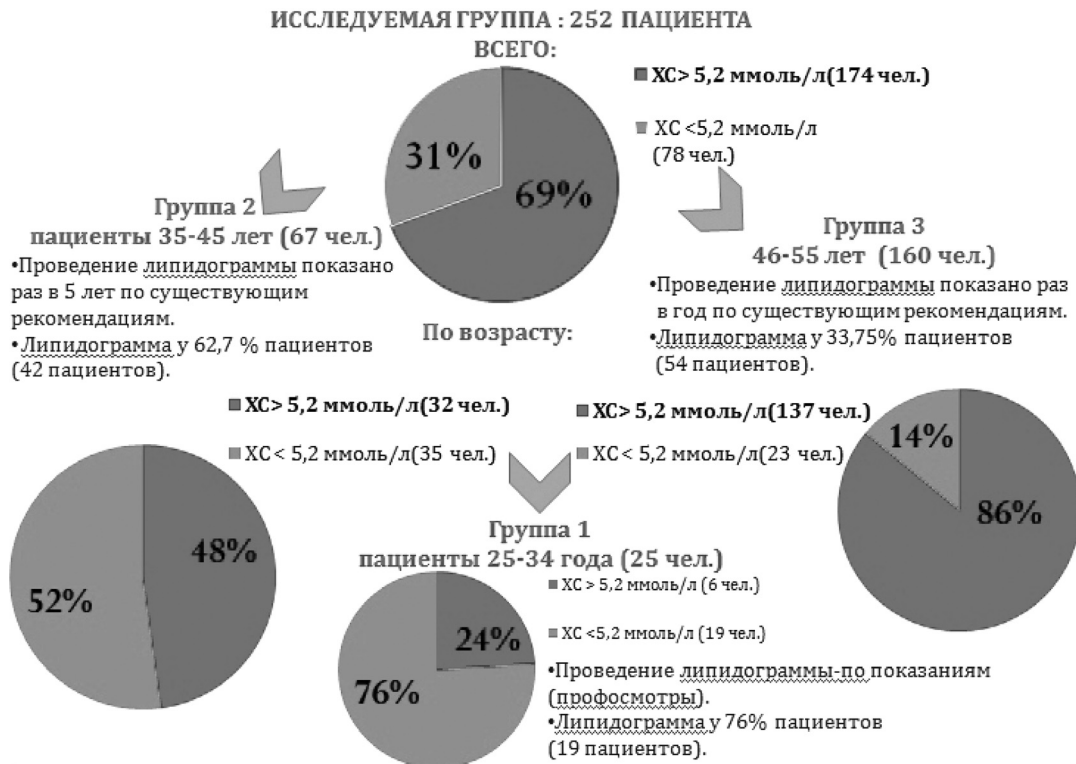 ИССЛЕДУЕМАЯ ГРУППА : 252 ПАЦИЕНТА
ВСЕГО:
ХС> 5,2 ммоль/л(174 чел.)
ХС <5,2 ммоль/л
(78 чел.)
31%
69%
Группа 2
пациенты 35-45 лет (67 чел.)
•Проведение липидограммы показано
раз в 5 лет по существующим
рекомендациям.
•Липидограмма у 62,7 % пациентов
(42 пациентов).
Группа 3
46-55 лет (160 чел.)
•Проведение липидограммы показано раз
в год по существующим рекомендациям.
•Липидограмма у 33,75% пациентов
(54 пациентов).
По возрасту:
ХС> 5,2 ммоль/л(32 чел.)
ХС < 5,2 ммоль/л(35 чел.)
48%
52%
ХС> 5,2 ммоль/л(137 чел.)
ХС < 5,2 ммоль/л(23 чел.)
14%
86%
Группа 1
пациенты 25-34 года (25 чел.)
ХС > 5,2 ммоль/л (6 чел.)
ХС <5,2 ммоль/л (19 чел.)
24%
76%
•Проведение липидограммы-по показаниям
(профосмотры).
•Липидограмма у 76% пациентов
(19 пациентов).